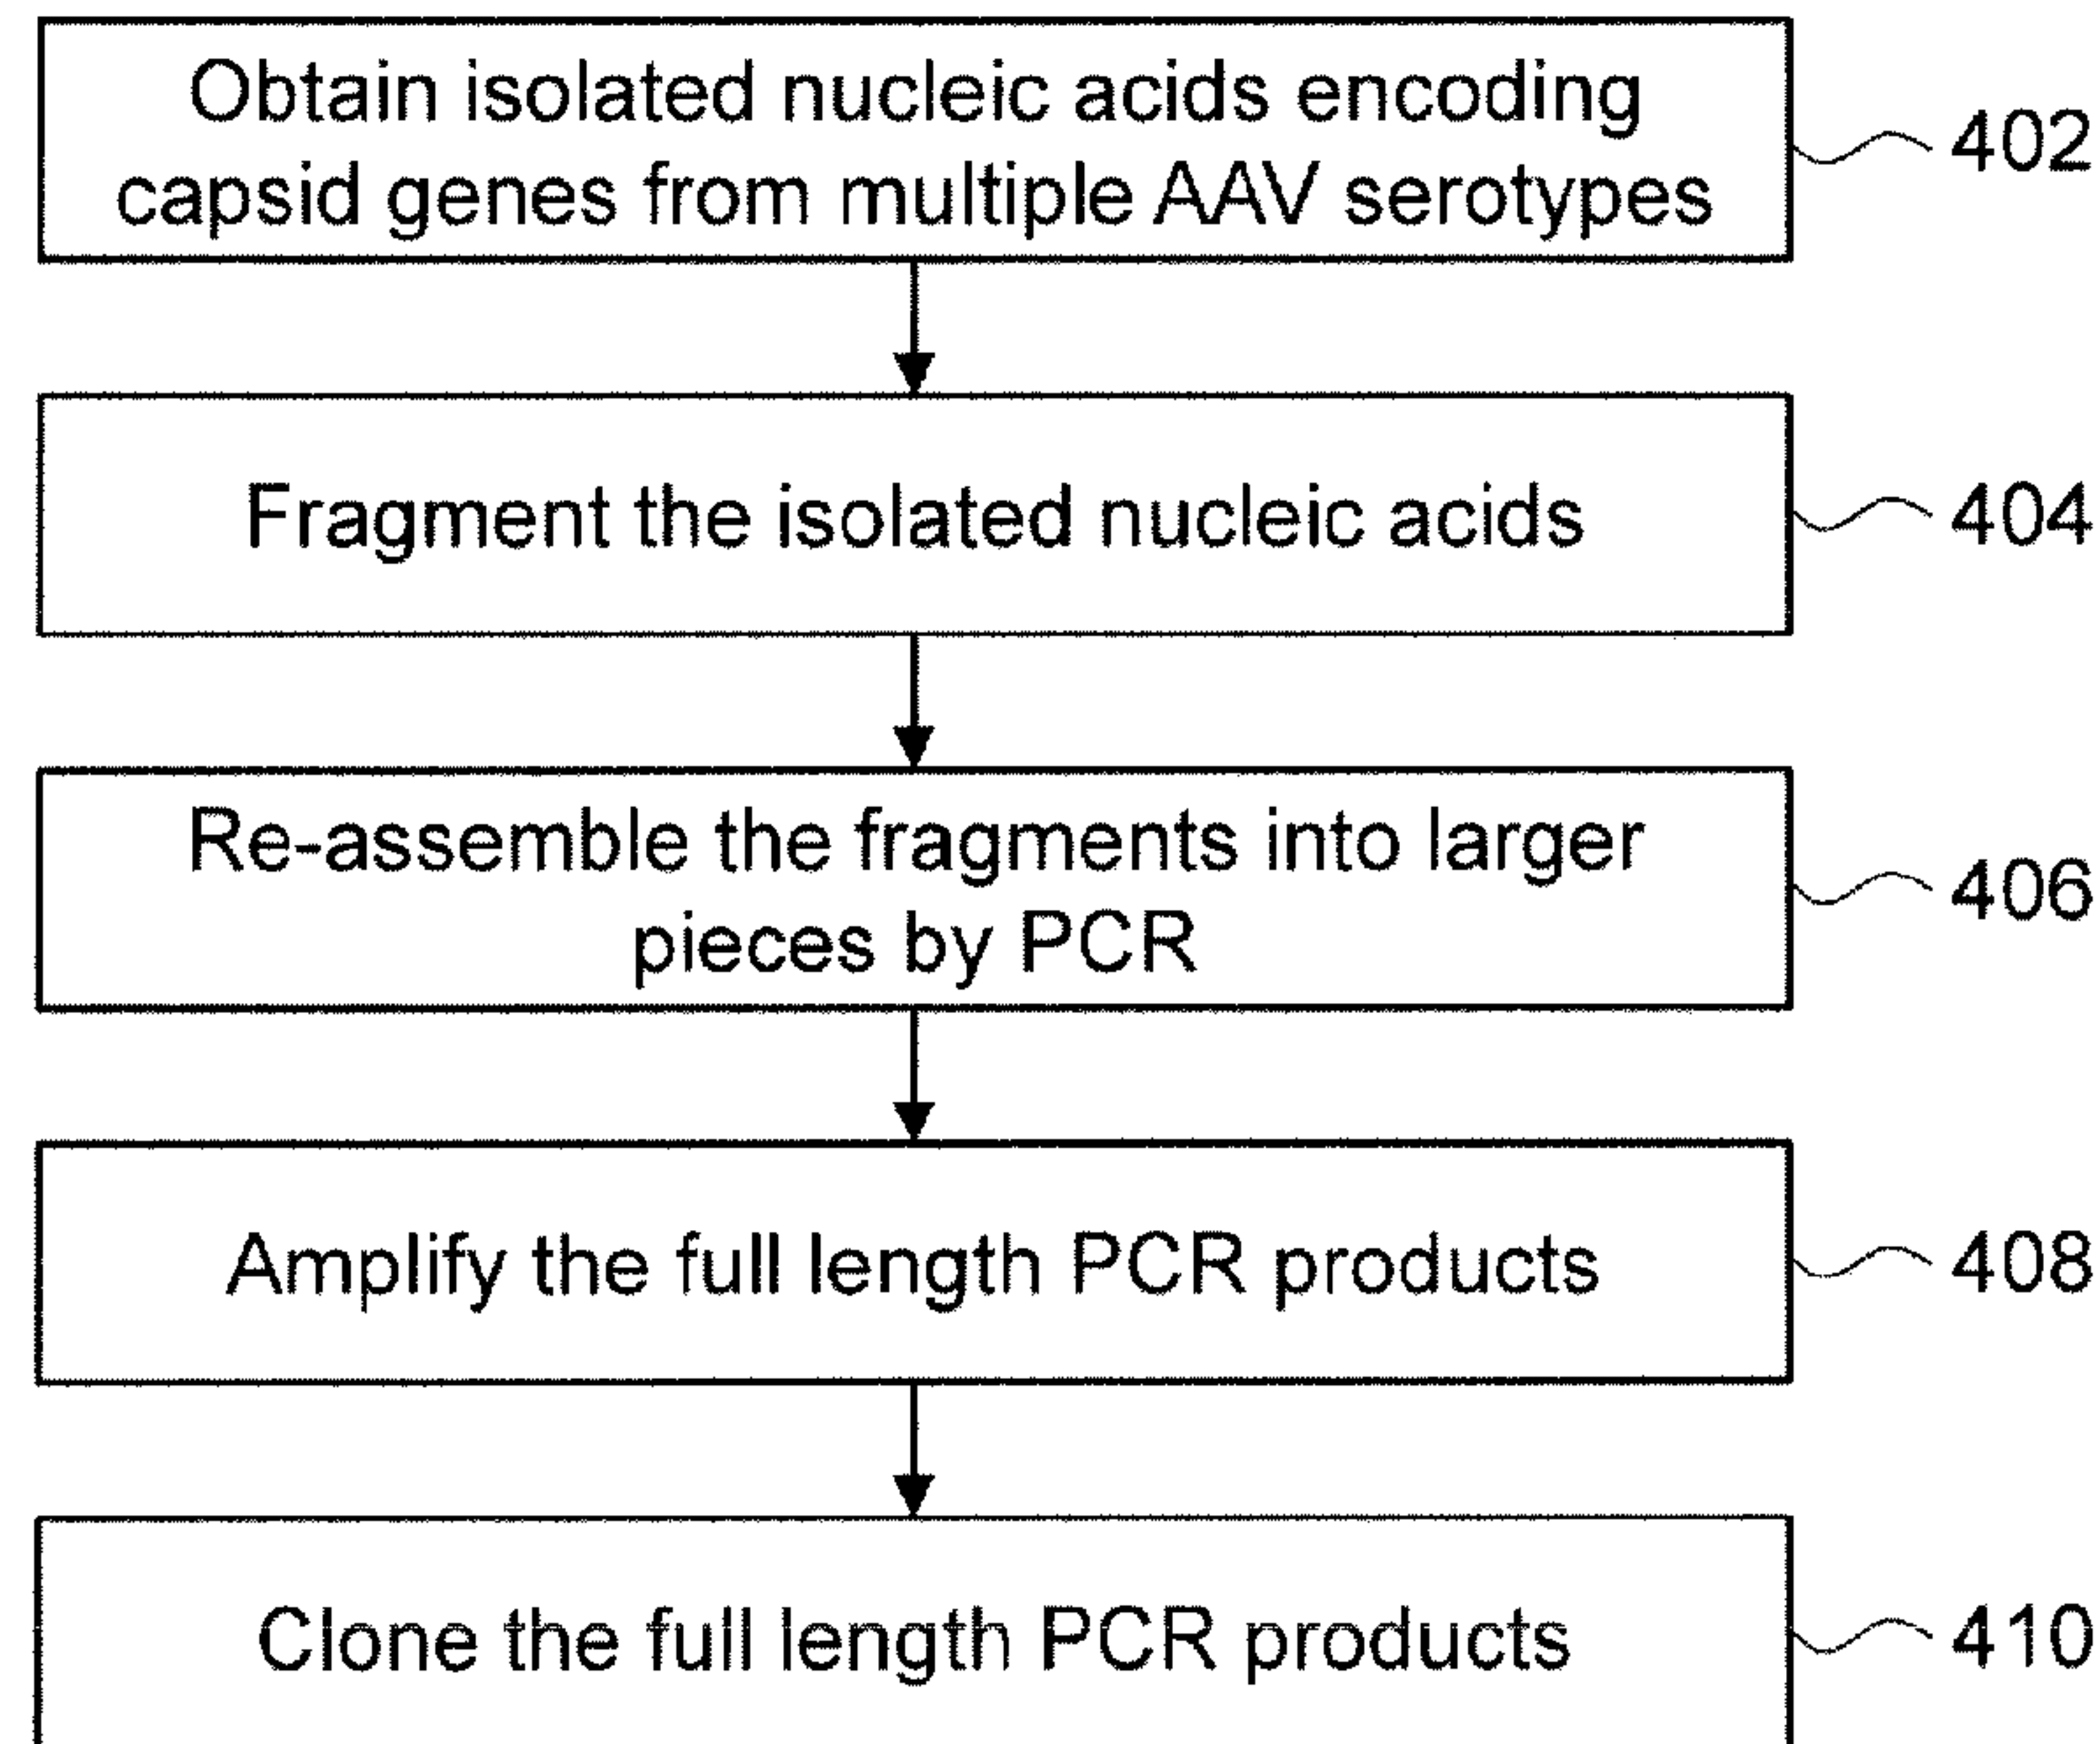 Obtain isolated nucleic acids encoding
capsid genes from multiple AAV serotypes
402
Fragment the isolated nucleic acids
404
Re-assemble the fragments into larger
pieces by PCR
406
Amplify the full length PCR products
408
Clone the full length PCR products
410